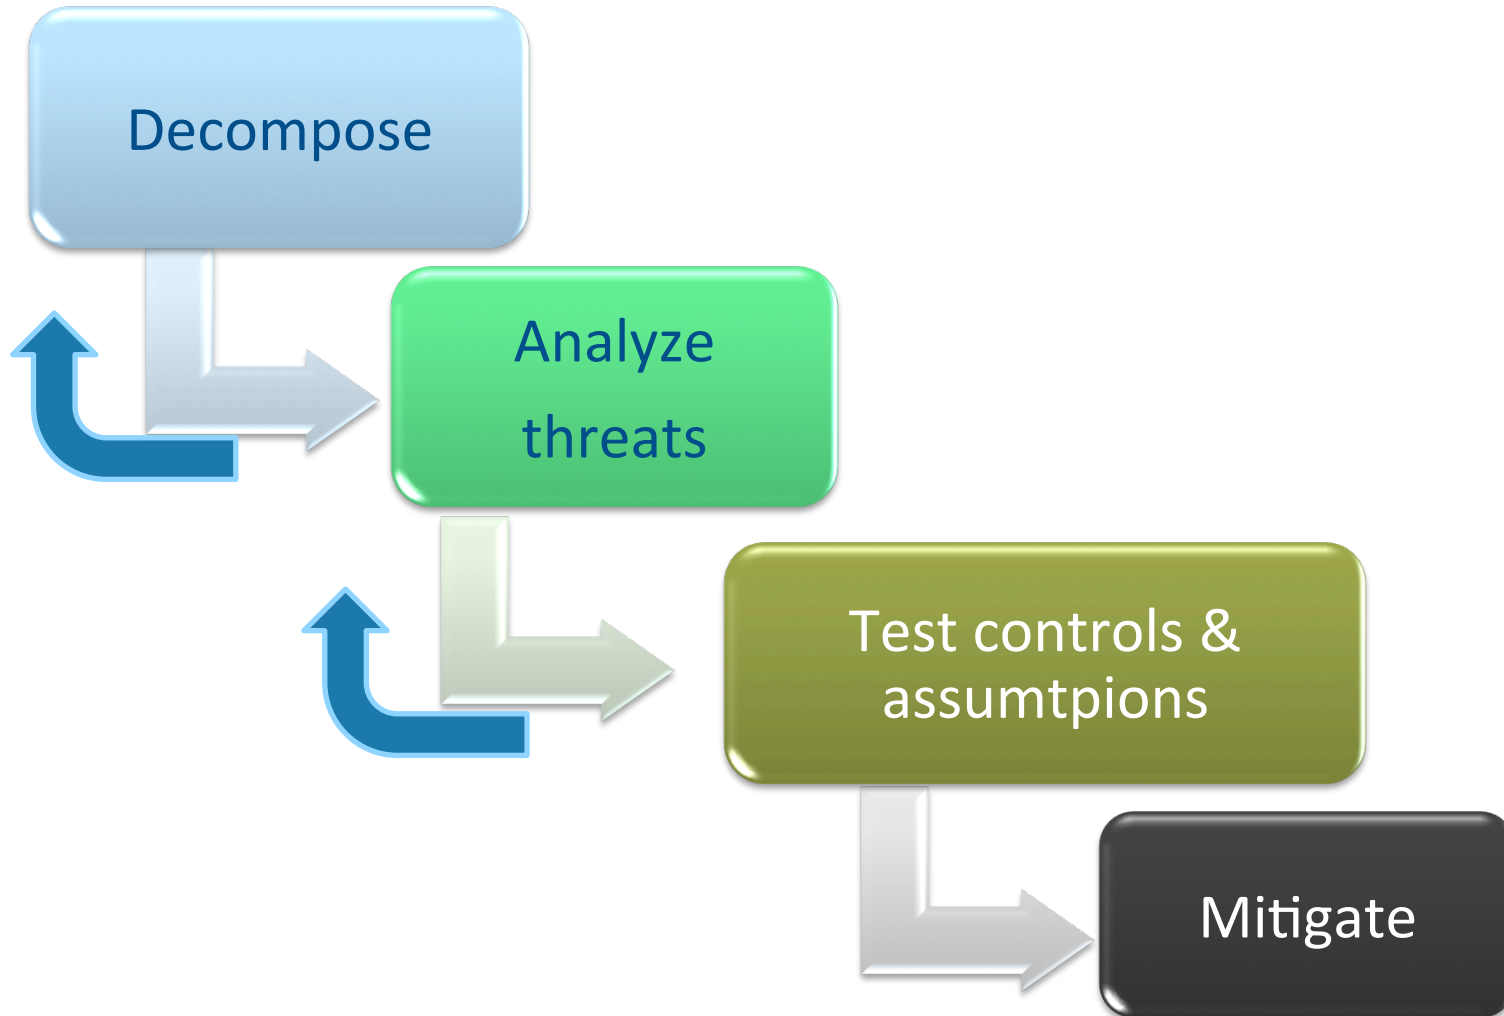 Decompose
Analyze
threats
Test controls &
assumtpions
Mitigate